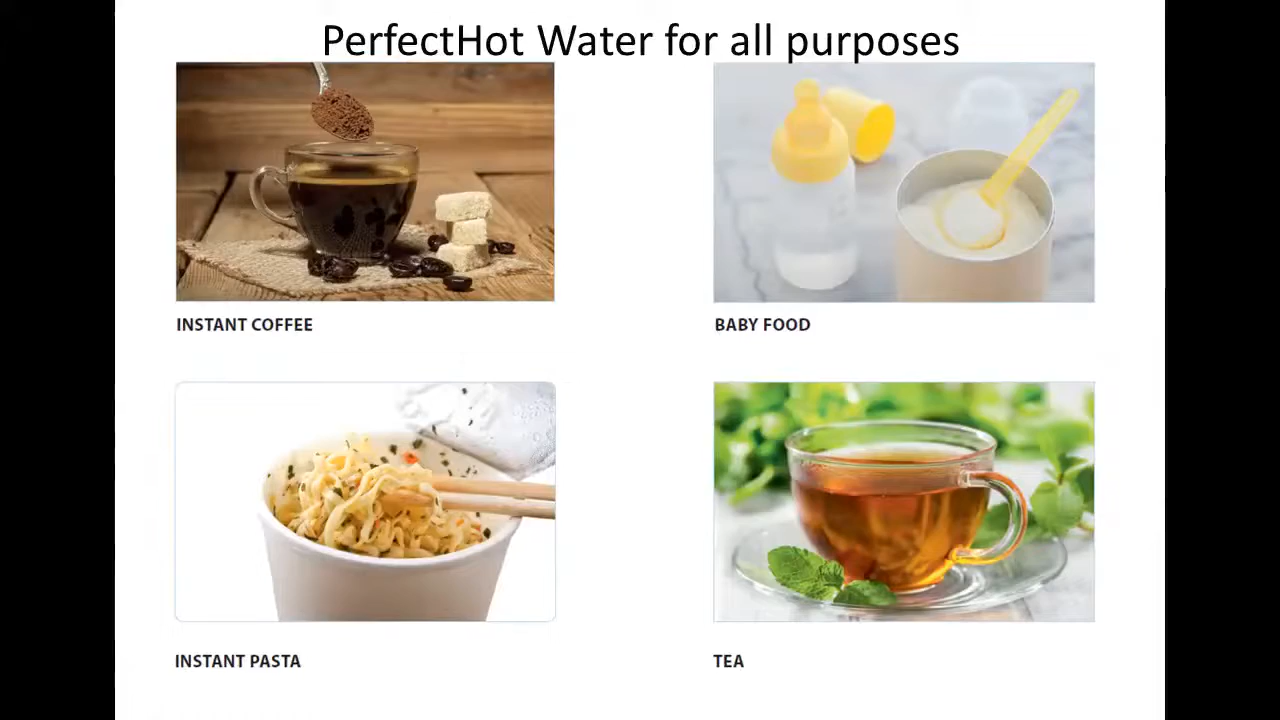 PerfectHot Water for all purposes
INSTANT COFFEE
BABY FOOD
INSTANT PASTA
TEA